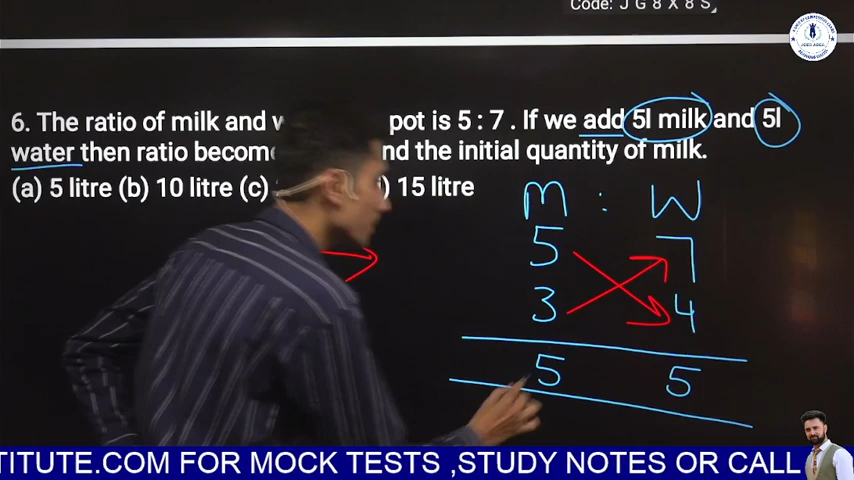 Code: J G 8 X 8 S
6. The ratio of milk and pot is 5 : 7 . If we add 5l milk and 5l
water then ratio nd the initial quantity of milk.
(a) 5 litre (b) 10 litre (c) 15 litre
M : W
5 7
3 4
5 5
TITUTE.COM FOR MOCK TESTS ,STUDY NOTES OR CALL